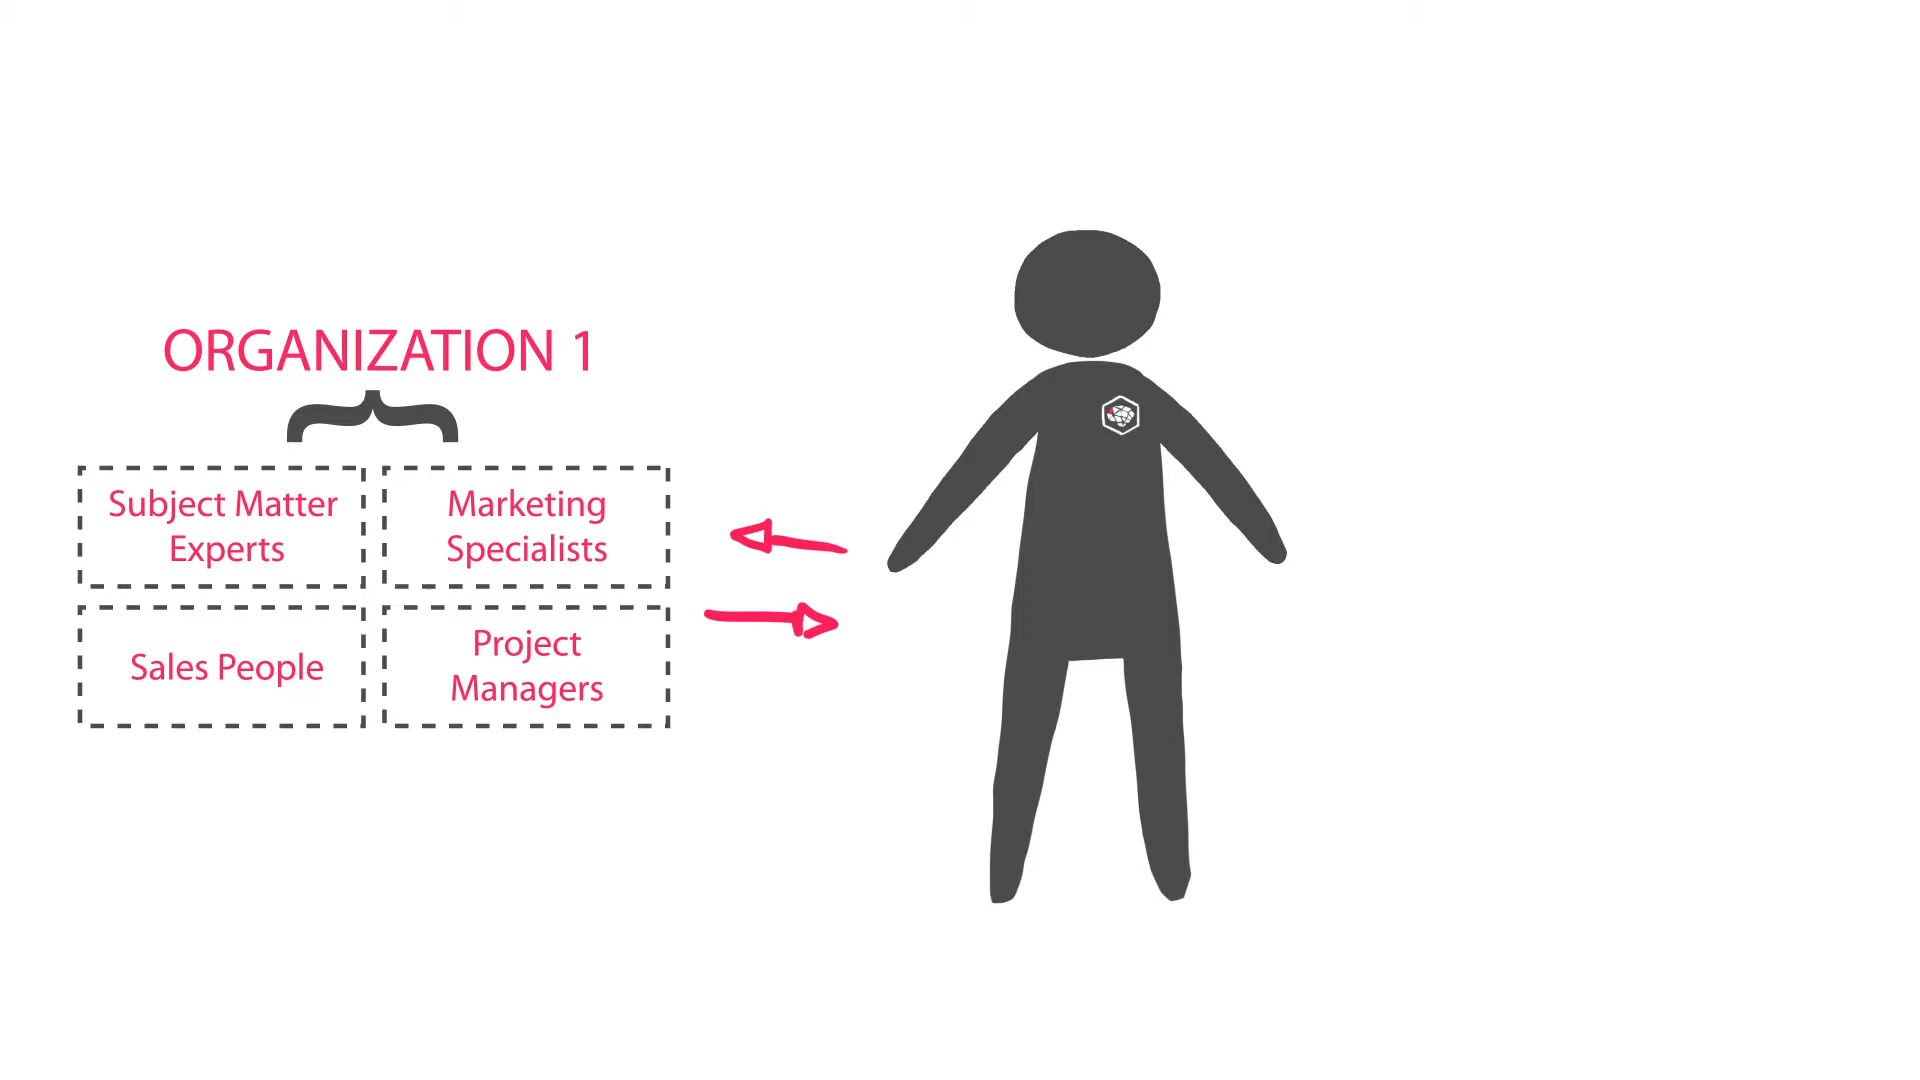 ORGANIZATION 1
Subject Matter
Experts
Marketing
Specialists
Sales People
Project
Managers